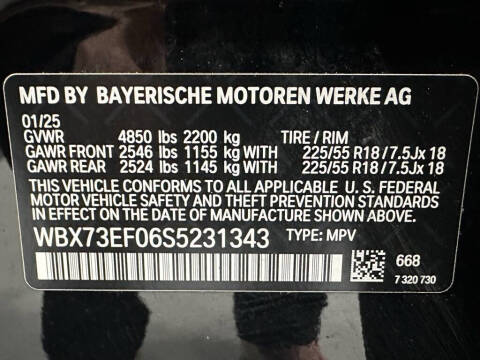 MFD BY BAYERISCHE MOTOREN WERKE AG
01/25
GVWR 4850 lbs 2200 kg TIRE / RIM
GAWR FRONT 2546 lbs 1155 kg WITH 225/55 R18 / 7.5Jx 18
GAWR REAR 2524 lbs 1145 kg WITH 225/55 R18 / 7.5Jx 18
THIS VEHICLE CONFORMS TO ALL APPLICABLE U. S. FEDERAL
MOTOR VEHICLE SAFETY AND THEFT PREVENTION STANDARDS
IN EFFECT ON THE DATE OF MANUFACTURE SHOWN ABOVE.
WBX73EF06S5231343 TYPE: MPV
668
7 320 730